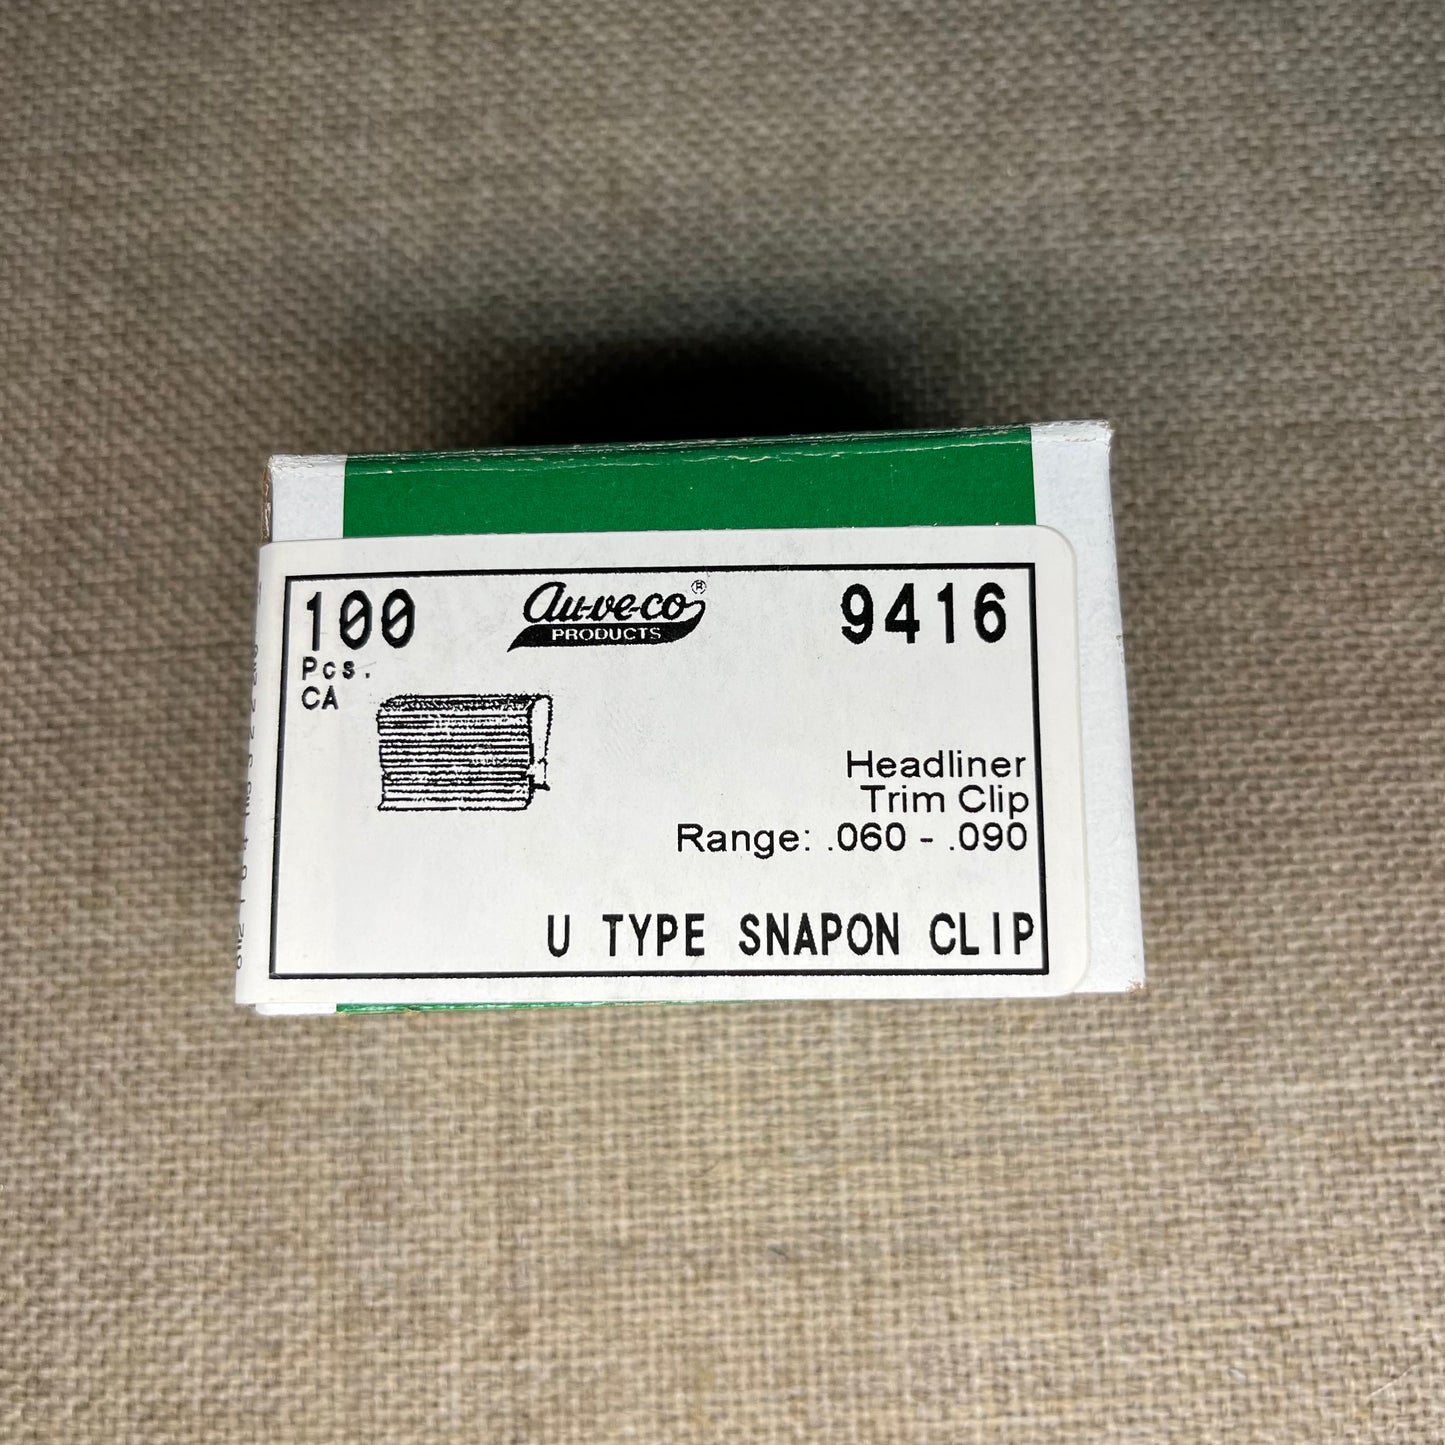 100
Pcs.
CA
Au-ve-co®
PRODUCTS
9416
Headliner
Trim Clip
Range: .060 - .090
U TYPE SNAPON CLIP